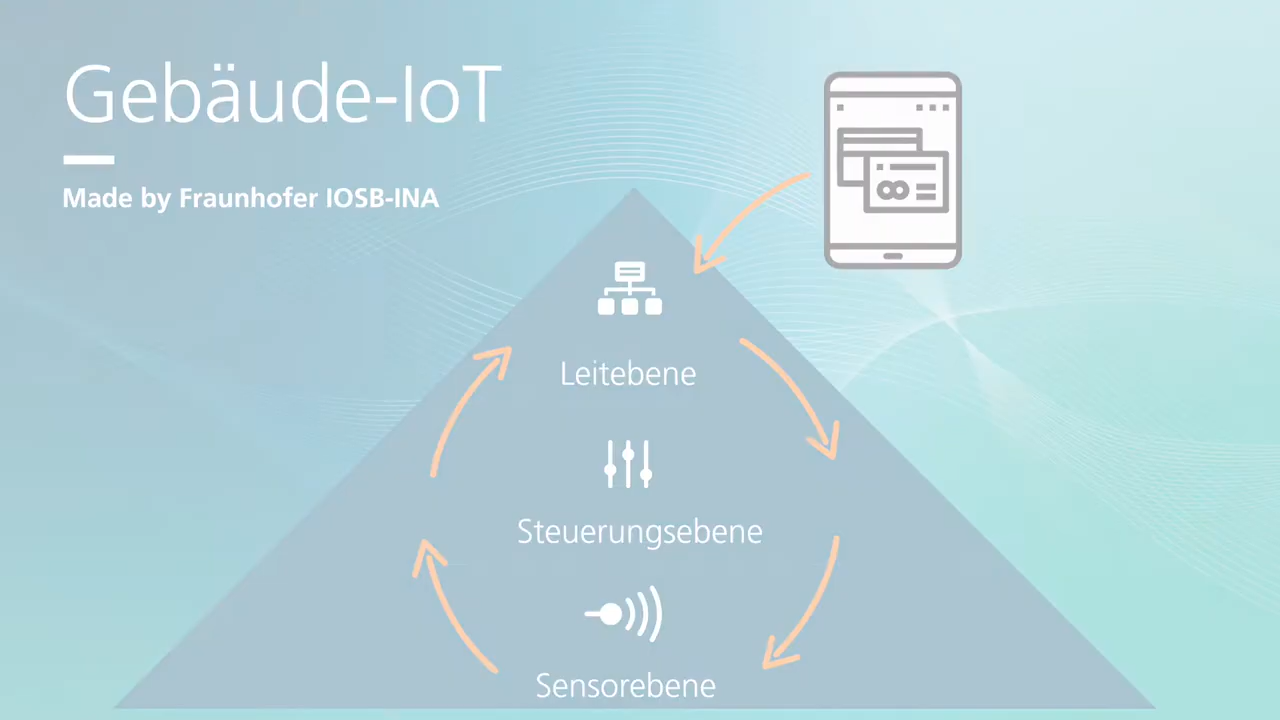 Gebäude-IoT
Made by Fraunhofer IOSB-INA
Leitebene
Steuerungsebene
Sensorebene